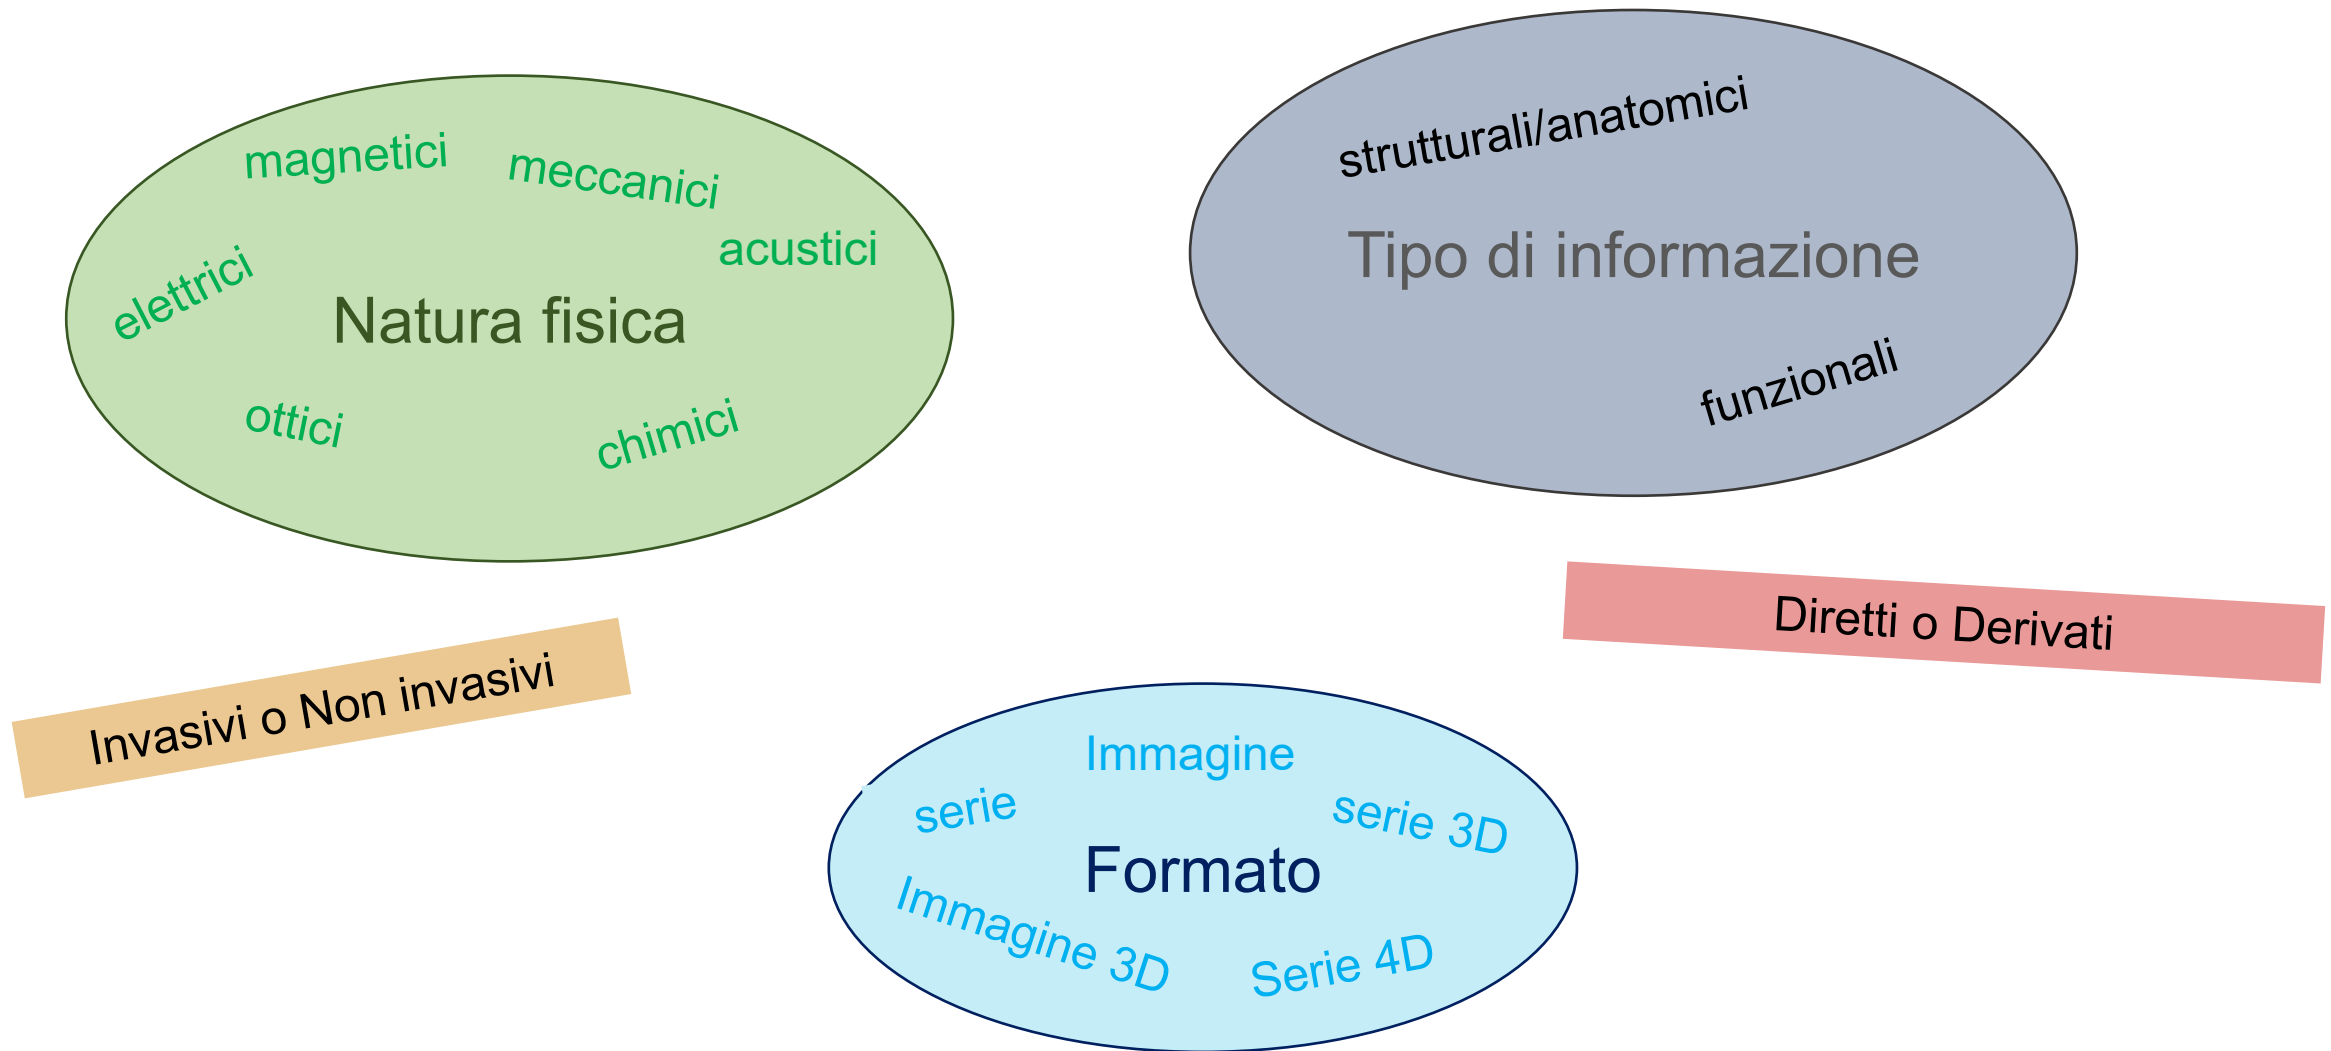 magnetici
meccanici
acustici
elettrici
Natura fisica
ottici
chimici
strutturali/anatomici
Tipo di informazione
funzionali
Invasivi o Non invasivi
Diretti o Derivati
Immagine
serie
serie 3D
Formato
Immagine 3D
Serie 4D